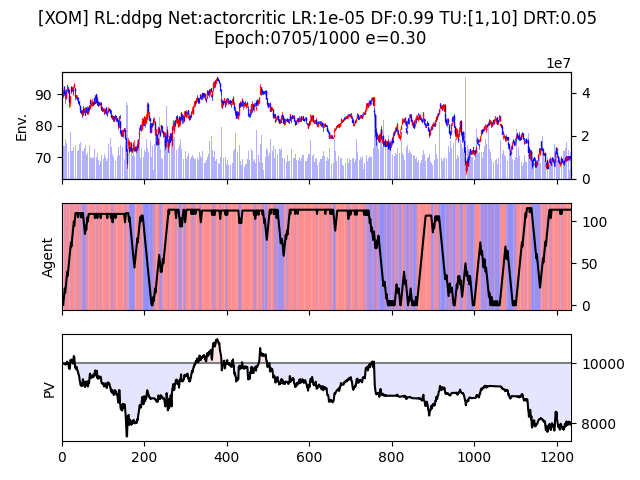 [XOM] RL:ddpg Net:actorcritic LR:1e-05 DF:0.99 TU:[1,10] DRT:0.05
Epoch:0705/1000 e=0.30
1e7
90
80
70
Env.
4
2
0
Agent
100
50
0
PV
10000
8000
0 200 400 600 800 1000 1200